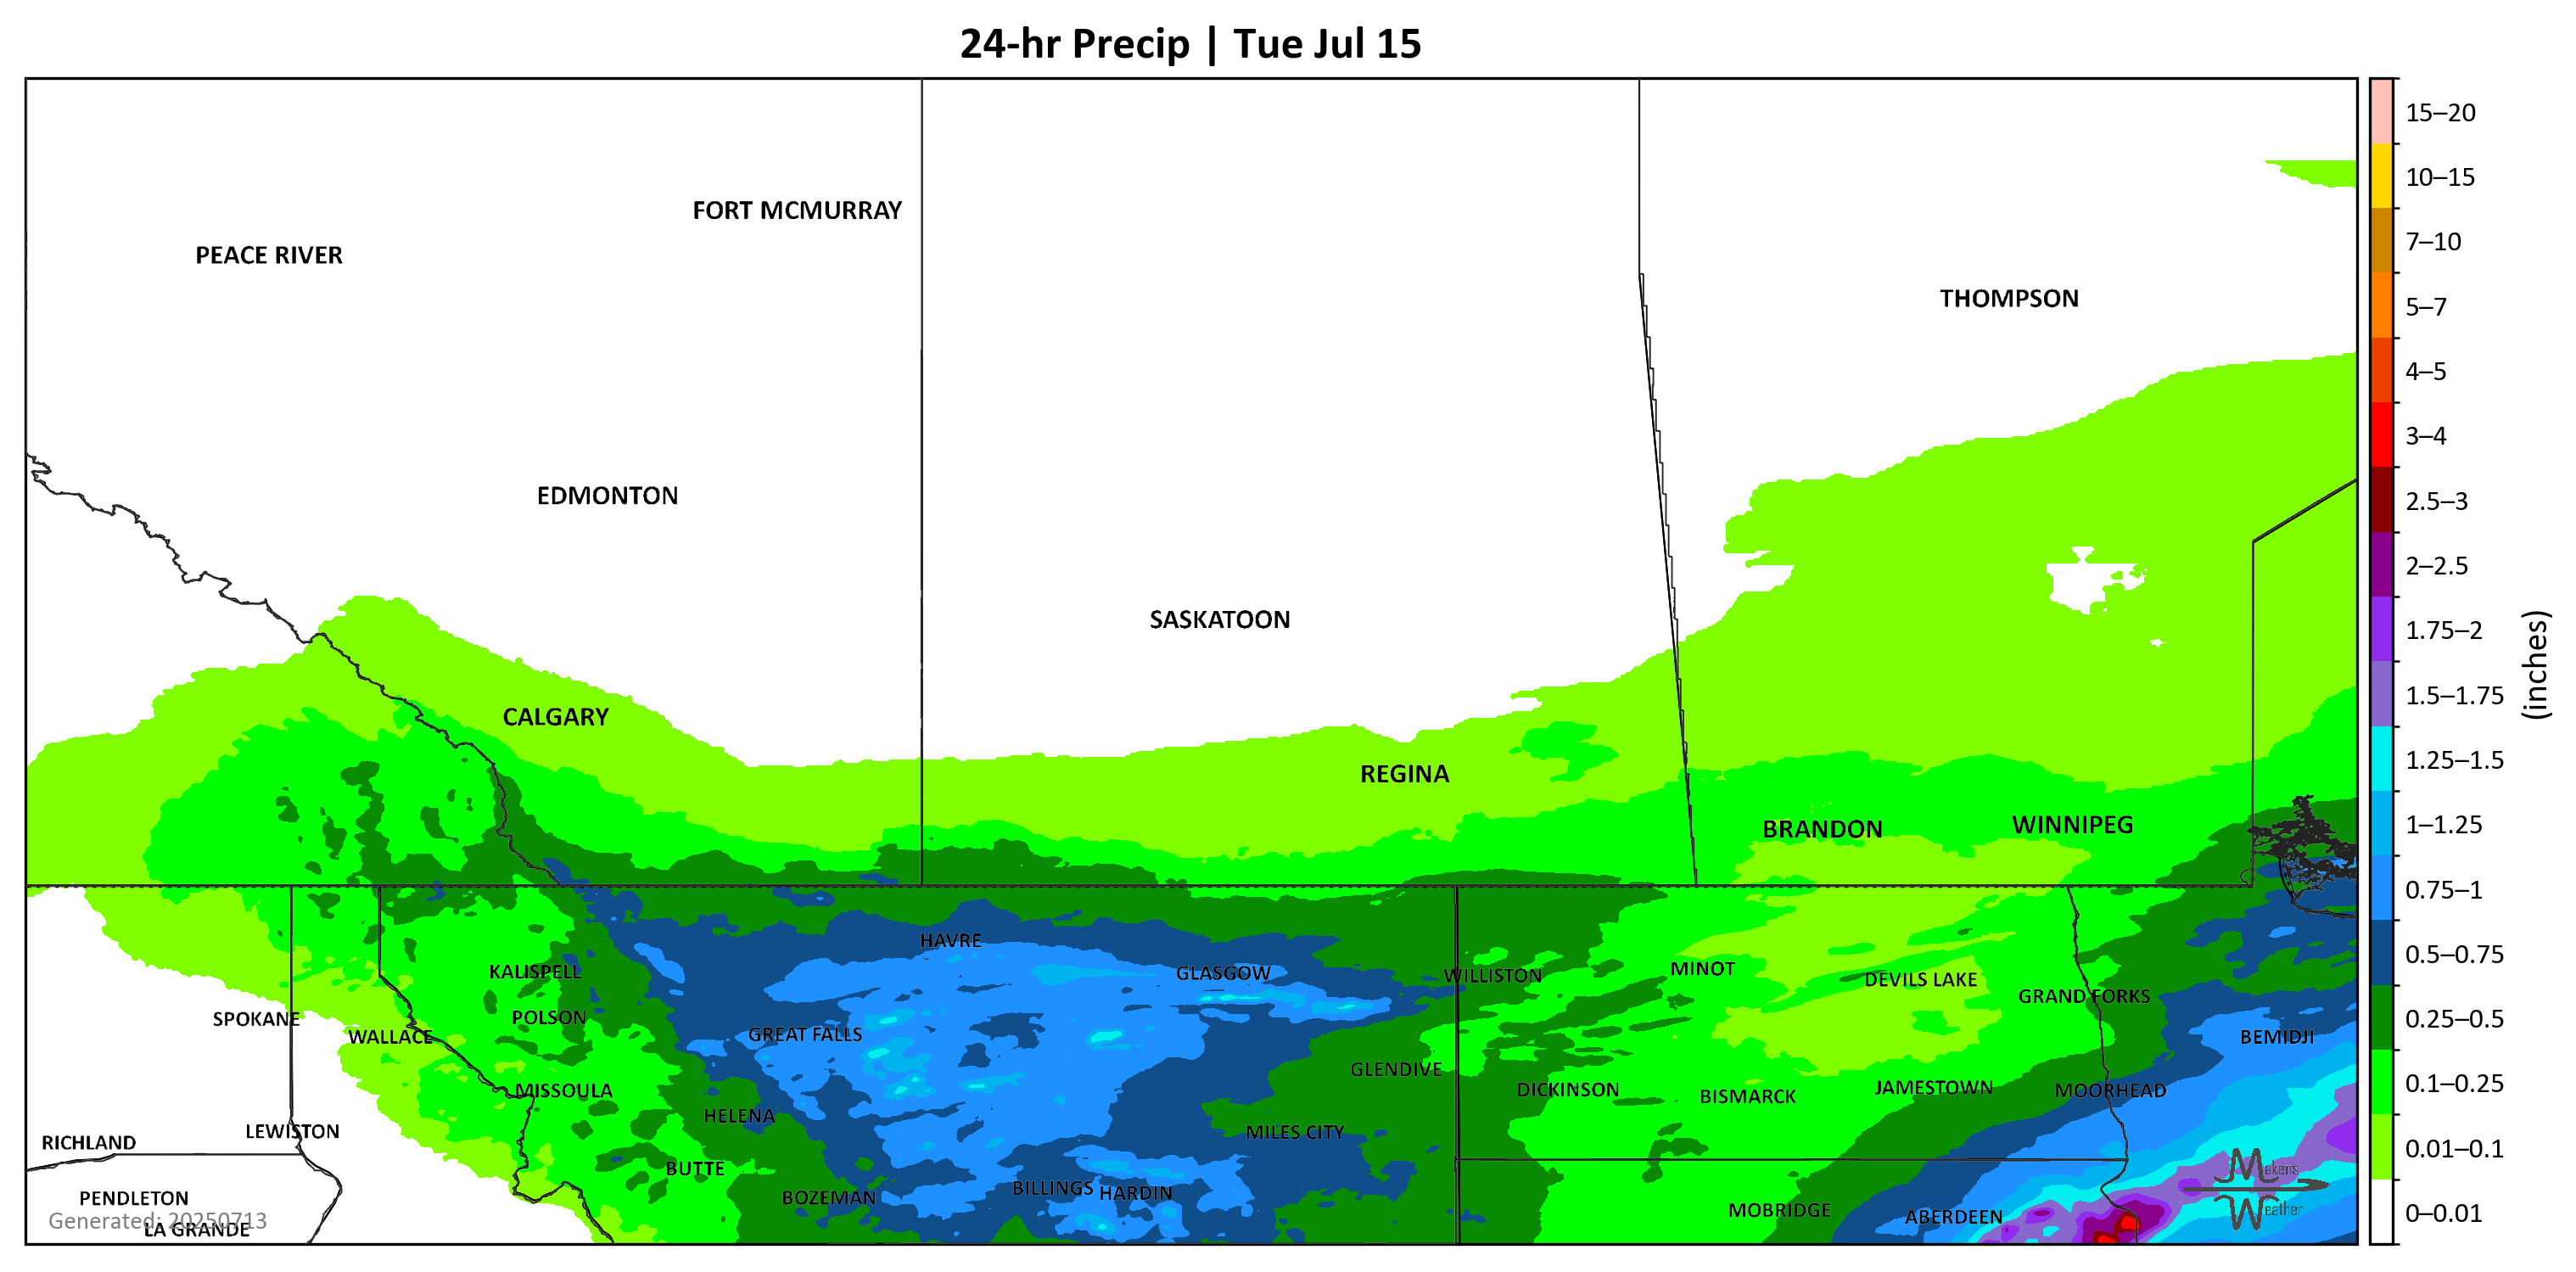 24-hr Precip | Tue Jul 15
15–20
10–15
FORT MCMURRAY
7–10
PEACE RIVER
THOMPSON
5–7
4–5
3–4
EDMONTON
2.5–3
2–2.5
SASKATOON
1.75–2
(inches)
1.5–1.75
CALGARY
1.25–1.5
REGINA
BRANDON
WINNIPEG
1–1.25
0.75–1
HAVRE
0.5–0.75
KALISPELL
GLASGOW
WILLISTON
MINOT
DEVILS LAKE
GRAND FORKS
SPOKANE
POLSON
0.25–0.5
WALLACE
GREAT FALLS
BEMIDJI
GLENDIVE
0.1–0.25
MISSOULA
DICKINSON
BISMARCK
JAMESTOWN
MOORHEAD
HELENA
LEWISTON
MILES CITY
RICHLAND
0.01–0.1
BUTTE
Wekens
PENDLETON
BOZEMAN
BILLINGS
HARDIN
MOBRIDGE
ABERDEEN
Weather
0–0.01
Generated: 20250713
LA GRANDE